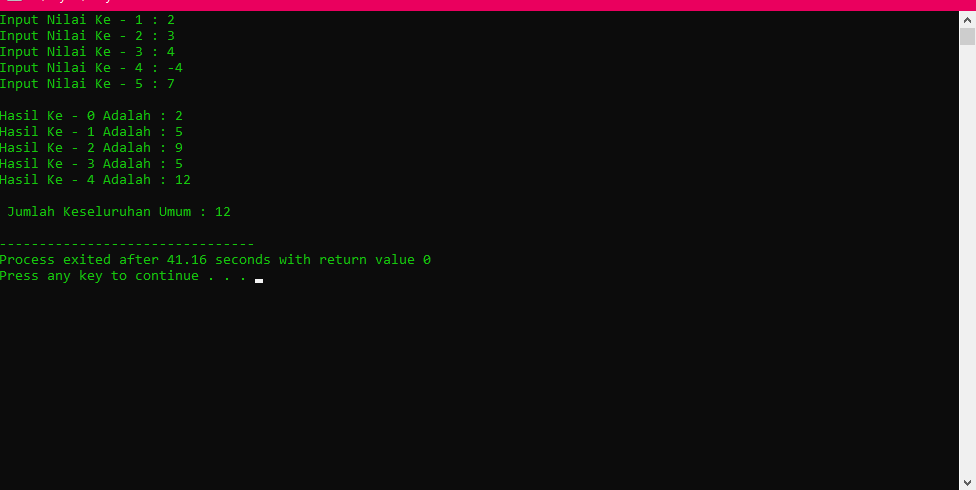 Input Nilai Ke - 1 : 2
Input Nilai Ke - 2 : 3
Input Nilai Ke - 3 : 4
Input Nilai Ke - 4 : -4
Input Nilai Ke - 5 : 7
Hasil Ke - 0 Adalah : 2
Hasil Ke - 1 Adalah : 5
Hasil Ke - 2 Adalah : 9
Hasil Ke - 3 Adalah : 5
Hasil Ke - 4 Adalah : 12
Jumlah Keseluruhan Umum : 12
--------------------------------
Process exited after 41.16 seconds with return value 0
Press any key to continue . . .